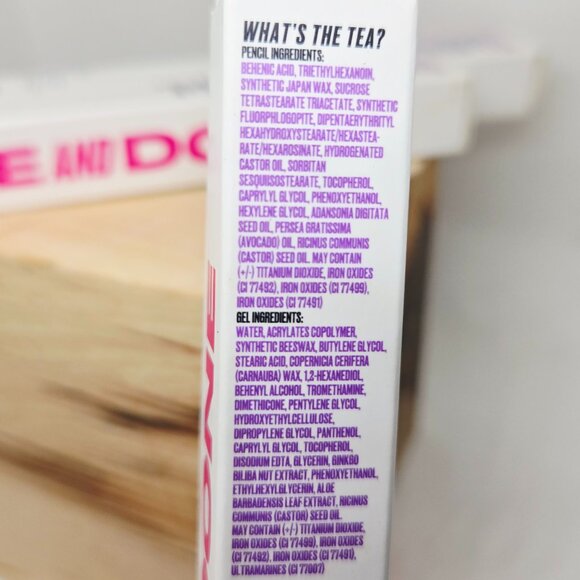 WHAT'S THE TEA?
PENCIL INGREDIENTS:
BEHENIC ACID, TRIETHYLHEXANOIN,
SYNTHETIC JAPAN WAX, SUCROSE
TETRASTEARATE TRIACETATE, SYNTHETIC
FLUORPHLOGOPITE, DIPENTAERYTHRITYL
HEXAHYDROXYSTEARATE/HEXASTEA-
RATE/HEXAROSINATE, HYDROGENATED
CASTOR OIL, SORBITAN
SESQUIISOSTEARATE, TOCOPHEROL,
CAPRYLYL GLYCOL, PHENOXYETHANOL,
HEXYLENE GLYCOL, ADANSONIA DIGITATA
SEED OIL, PERSEA GRATISSIMA
(AVOCADO) OIL, RICINUS COMMUNIS
(CASTOR) SEED OIL. MAY CONTAIN
(+/-) TITANIUM DIOXIDE, IRON OXIDES
(CI 77492), IRON OXIDES (CI 77499),
IRON OXIDES (CI 77491)
GEL INGREDIENTS:
WATER, ACRYLATES COPOLYMER,
SYNTHETIC BEESWAX, BUTYLENE GLYCOL,
STEARIC ACID, COPERNICIA CERIFERA
(CARNAUBA) WAX, 1,2-HEXANEDIOL,
BEHENYL ALCOHOL, TROMETHAMINE,
DIMETHICONE, PENTYLENE GLYCOL,
HYDROXYETHYLCELLULOSE,
DIPROPYLENE GLYCOL, PANTHENOL,
CAPRYLYL GLYCOL, TOCOPHEROL,
DISODIUM EDTA, GLYCERIN, GINKGO
BILOBA NUT EXTRACT, PHENOXYETHANOL,
ETHYLHEXYLGLYCERIN, ALOE
BARBADENSIS LEAF EXTRACT, RICINUS
COMMUNIS (CASTOR) SEED OIL.
MAY CONTAIN (+/-) TITANIUM DIOXIDE,
IRON OXIDES (CI 77499), IRON OXIDES (CI
77492), IRON OXIDES (CI 77491),
ULTRAMARINES (CI 77007)
E AND DO
ONE